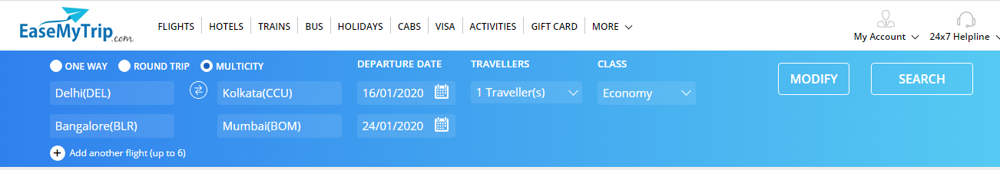 EaseMyTrip.com
FLIGHTS HOTELS TRAINS BUS HOLIDAYS CABS VISA ACTIVITIES GIFT CARD MORE
My Account 24x7 Helpline
ONE WAY ROUND TRIP MULTICITY DEPARTURE DATE TRAVELLERS CLASS
Delhi(DEL) Kolkata(CCU) 16/01/2020 1 Traveller(s) Economy MODIFY SEARCH
Bangalore(BLR) Mumbai(BOM) 24/01/2020
Add another flight (up to 6)